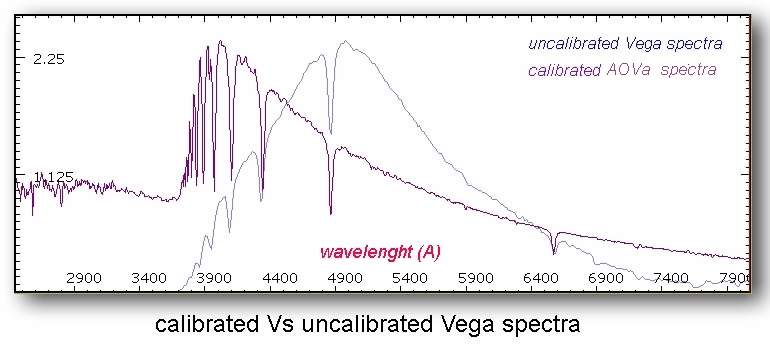 uncalibrated Vega spectra
2.25
calibrated AOVa spectra
1.125
wavelenght (A)
2900 3400 3900 4400 4900 5400 5900 6400 6900 7400 7900
calibrated Vs uncalibrated Vega spectra